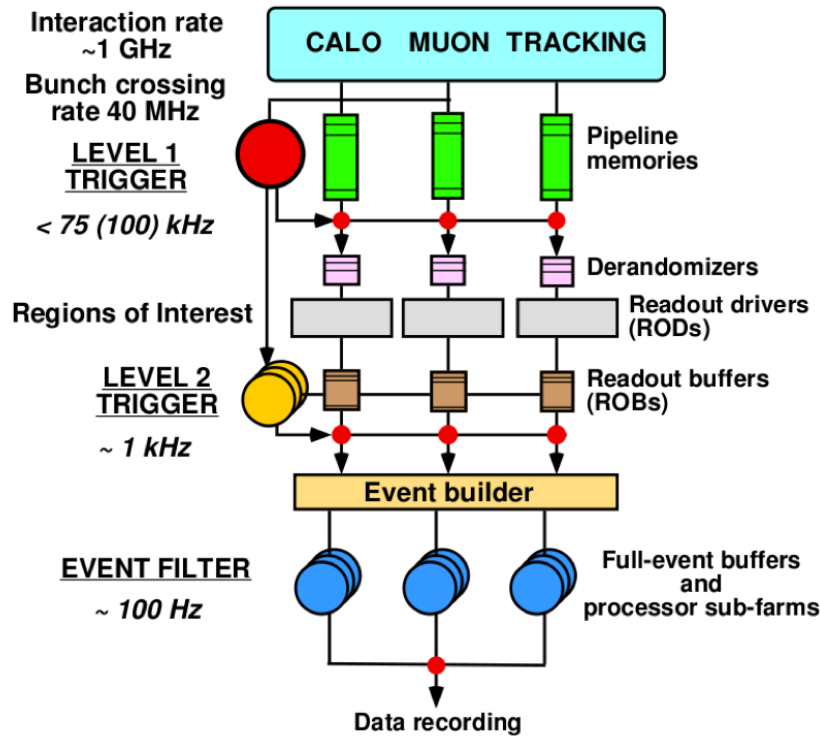 Interaction rate
~1 GHz
CALO MUON TRACKING
Bunch crossing
rate 40 MHz
LEVEL 1
TRIGGER
Pipeline
memories
< 75 (100) kHz
Derandomizers
Regions of Interest
Readout drivers
(RODs)
LEVEL 2
TRIGGER
Readout buffers
(ROBs)
~ 1 kHz
Event builder
EVENT FILTER
~ 100 Hz
Full-event buffers
and
processor sub-farms
Data recording